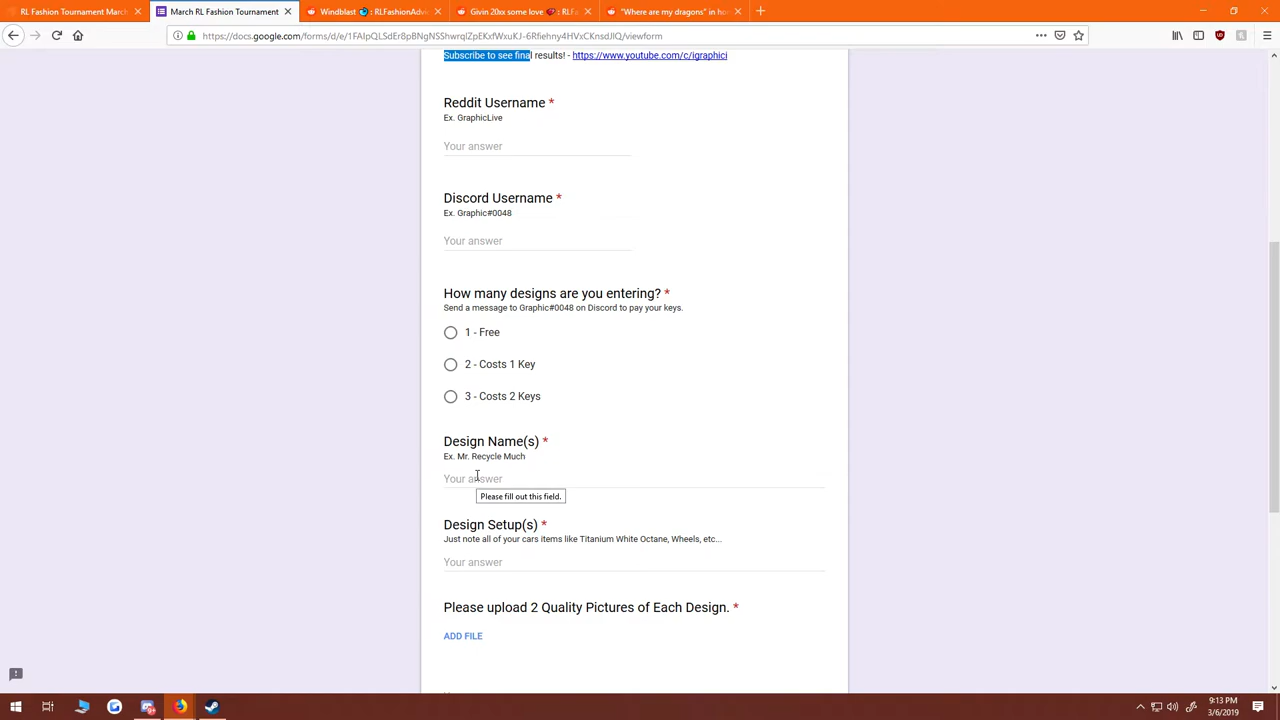 RL Fashion Tournament March
March RL Fashion Tournament
Windblast : RLFashionAdvi
Givin 20xx some love : RLFa
"Where are my dragons" in ho
https://docs.google.com/forms/d/e/1FAIpQLSdEr8pBNgNSShwrqlZpEKxfWxuKJ-6Rfiehny4HVxCKnsdJIQ/viewform
Subscribe to see final results! - https://www.youtube.com/c/igraphici
Reddit Username *
Ex. GraphicLive
Your answer
Discord Username *
Ex. Graphic#0048
Your answer
How many designs are you entering? *
Send a message to Graphic#0048 on Discord to pay your keys.
1 - Free
2 - Costs 1 Key
3 - Costs 2 Keys
Design Name(s) *
Ex. Mr. Recycle Much
Your answer
Please fill out this field.
Design Setup(s) *
Just note all of your cars items like Titanium White Octane, Wheels, etc...
Your answer
Please upload 2 Quality Pictures of Each Design. *
ADD FILE
9:13 PM
3/6/2019